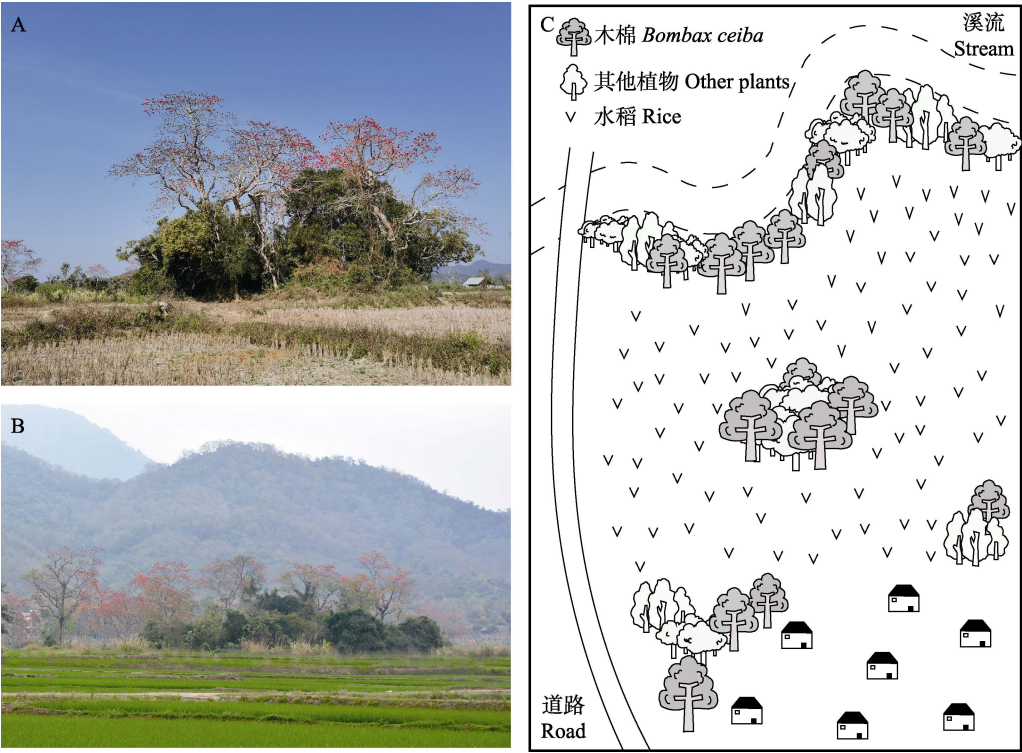 A
B
C
木棉 Bombax ceiba
其他植物 Other plants
水稻 Rice
溪流
Stream
道路
Road